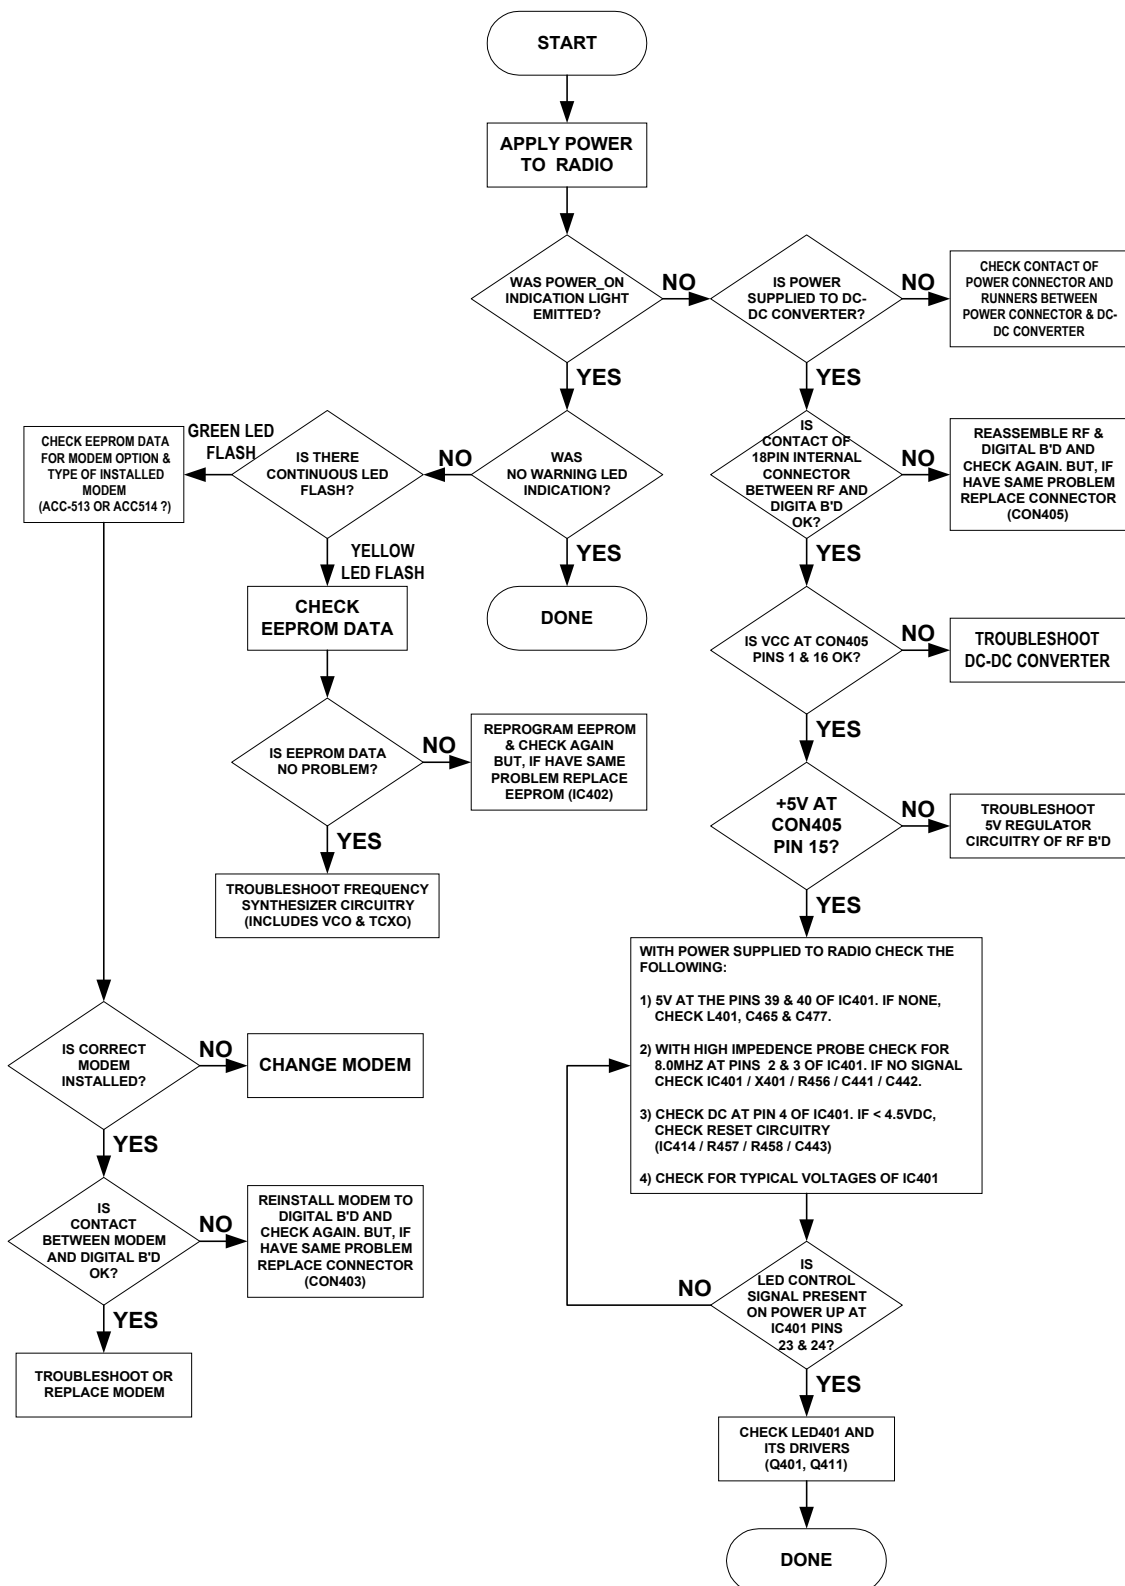 START
APPLY POWER
TO RADIO
WAS POWER_ON
INDICATION LIGHT
EMITTED?
NO
IS POWER
SUPPLIED TO DC-
DC CONVERTER?
NO
CHECK CONTACT OF
POWER CONNECTOR AND
RUNNERS BETWEEN
POWER CONNECTOR & DC-
DC CONVERTER
YES
YES
CHECK EEPROM DATA
FOR MODEM OPTION &
TYPE OF INSTALLED
MODEM
(ACC-513 OR ACC514 ?)
GREEN LED
FLASH
IS THERE
CONTINUOUS LED
FLASH?
NO
WAS
NO WARNING LED
INDICATION?
IS
CONTACT OF
18PIN INTERNAL
CONNECTOR
BETWEEN RF AND
DIGITA B'D
OK?
NO
REASSEMBLE RF &
DIGITAL B'D AND
CHECK AGAIN. BUT, IF
HAVE SAME PROBLEM
REPLACE CONNECTOR
(CON405)
YELLOW
LED FLASH
YES
YES
CHECK
EEPROM DATA
DONE
IS VCC AT CON405
PINS 1 & 16 OK?
NO
TROUBLESHOOT
DC-DC CONVERTER
YES
IS EEPROM DATA
NO PROBLEM?
NO
REPROGRAM EEPROM
& CHECK AGAIN
BUT, IF HAVE SAME
PROBLEM REPLACE
EEPROM (IC402)
YES
+5V AT
CON405
PIN 15?
NO
TROUBLESHOOT
5V REGULATOR
CIRCUITRY OF RF B'D
YES
TROUBLESHOOT FREQUENCY
SYNTHESIZER CIRCUITRY
(INCLUDES VCO & TCXO)
WITH POWER SUPPLIED TO RADIO CHECK THE
FOLLOWING:
1) 5V AT THE PINS 39 & 40 OF IC401. IF NONE,
CHECK L401, C465 & C477.
2) WITH HIGH IMPEDENCE PROBE CHECK FOR
8.0MHZ AT PINS 2 & 3 OF IC401. IF NO SIGNAL
CHECK IC401 / X401 / R456 / C441 / C442.
3) CHECK DC AT PIN 4 OF IC401. IF < 4.5VDC,
CHECK RESET CIRCUITRY
(IC414 / R457 / R458 / C443)
4) CHECK FOR TYPICAL VOLTAGES OF IC401
IS CORRECT
MODEM
INSTALLED?
NO
CHANGE MODEM
YES
IS
CONTACT
BETWEEN MODEM
AND DIGITAL B'D
OK?
NO
REINSTALL MODEM TO
DIGITAL B'D AND
CHECK AGAIN. BUT, IF
HAVE SAME PROBLEM
REPLACE CONNECTOR
(CON403)
YES
TROUBLESHOOT OR
REPLACE MODEM
NO
IS
LED CONTROL
SIGNAL PRESENT
ON POWER UP AT
IC401 PINS
23 & 24?
YES
CHECK LED401 AND
ITS DRIVERS
(Q401, Q411)
DONE